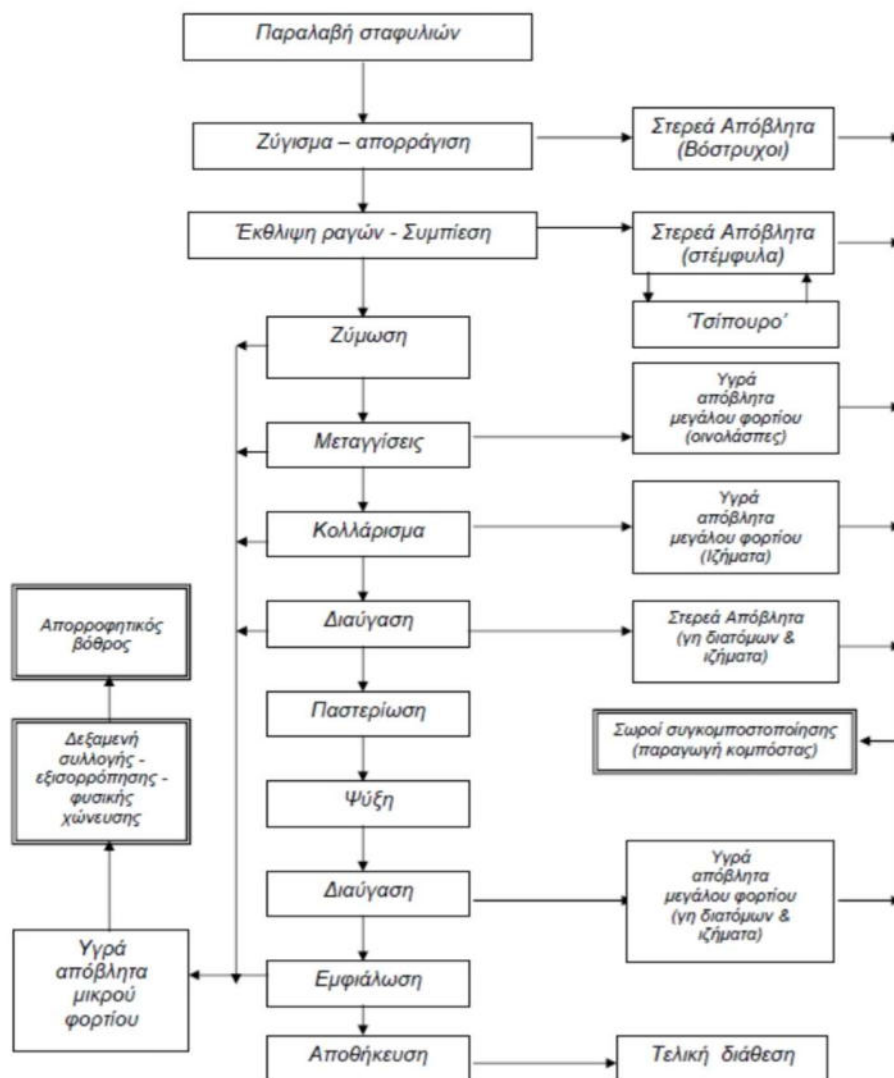 Παραλαβή σταφυλιών
Ζύγισμα – απορράγιση
Στερεά Απόβλητα
(Βόστρυχοι)
Έκθλιψη ραγών - Συμπίεση
Στερεά Απόβλητα
(στέμφυλα)
‘Τσίπουρο’
Ζύμωση
Υγρά
απόβλητα
μεγάλου φορτίου
(οινολάσπες)
Μεταγγίσεις
Υγρά
απόβλητα
μεγάλου φορτίου
(Ιζήματα)
Κολλάρισμα
Απορροφητικός
βόθρος
Διαύγαση
Στερεά Απόβλητα
(γη διατόμων &
ιζήματα)
Παστερίωση
Σωροί συγκομποστοποίησης
(παραγωγή κομπόστας)
Δεξαμενή
συλλογής -
εξισορρόπησης -
φυσικής
χώνευσης
Ψύξη
Διαύγαση
Υγρά
απόβλητα
μεγάλου φορτίου
(γη διατόμων &
ιζήματα)
Υγρά
απόβλητα
μικρού
φορτίου
Εμφιάλωση
Αποθήκευση
Τελική διάθεση